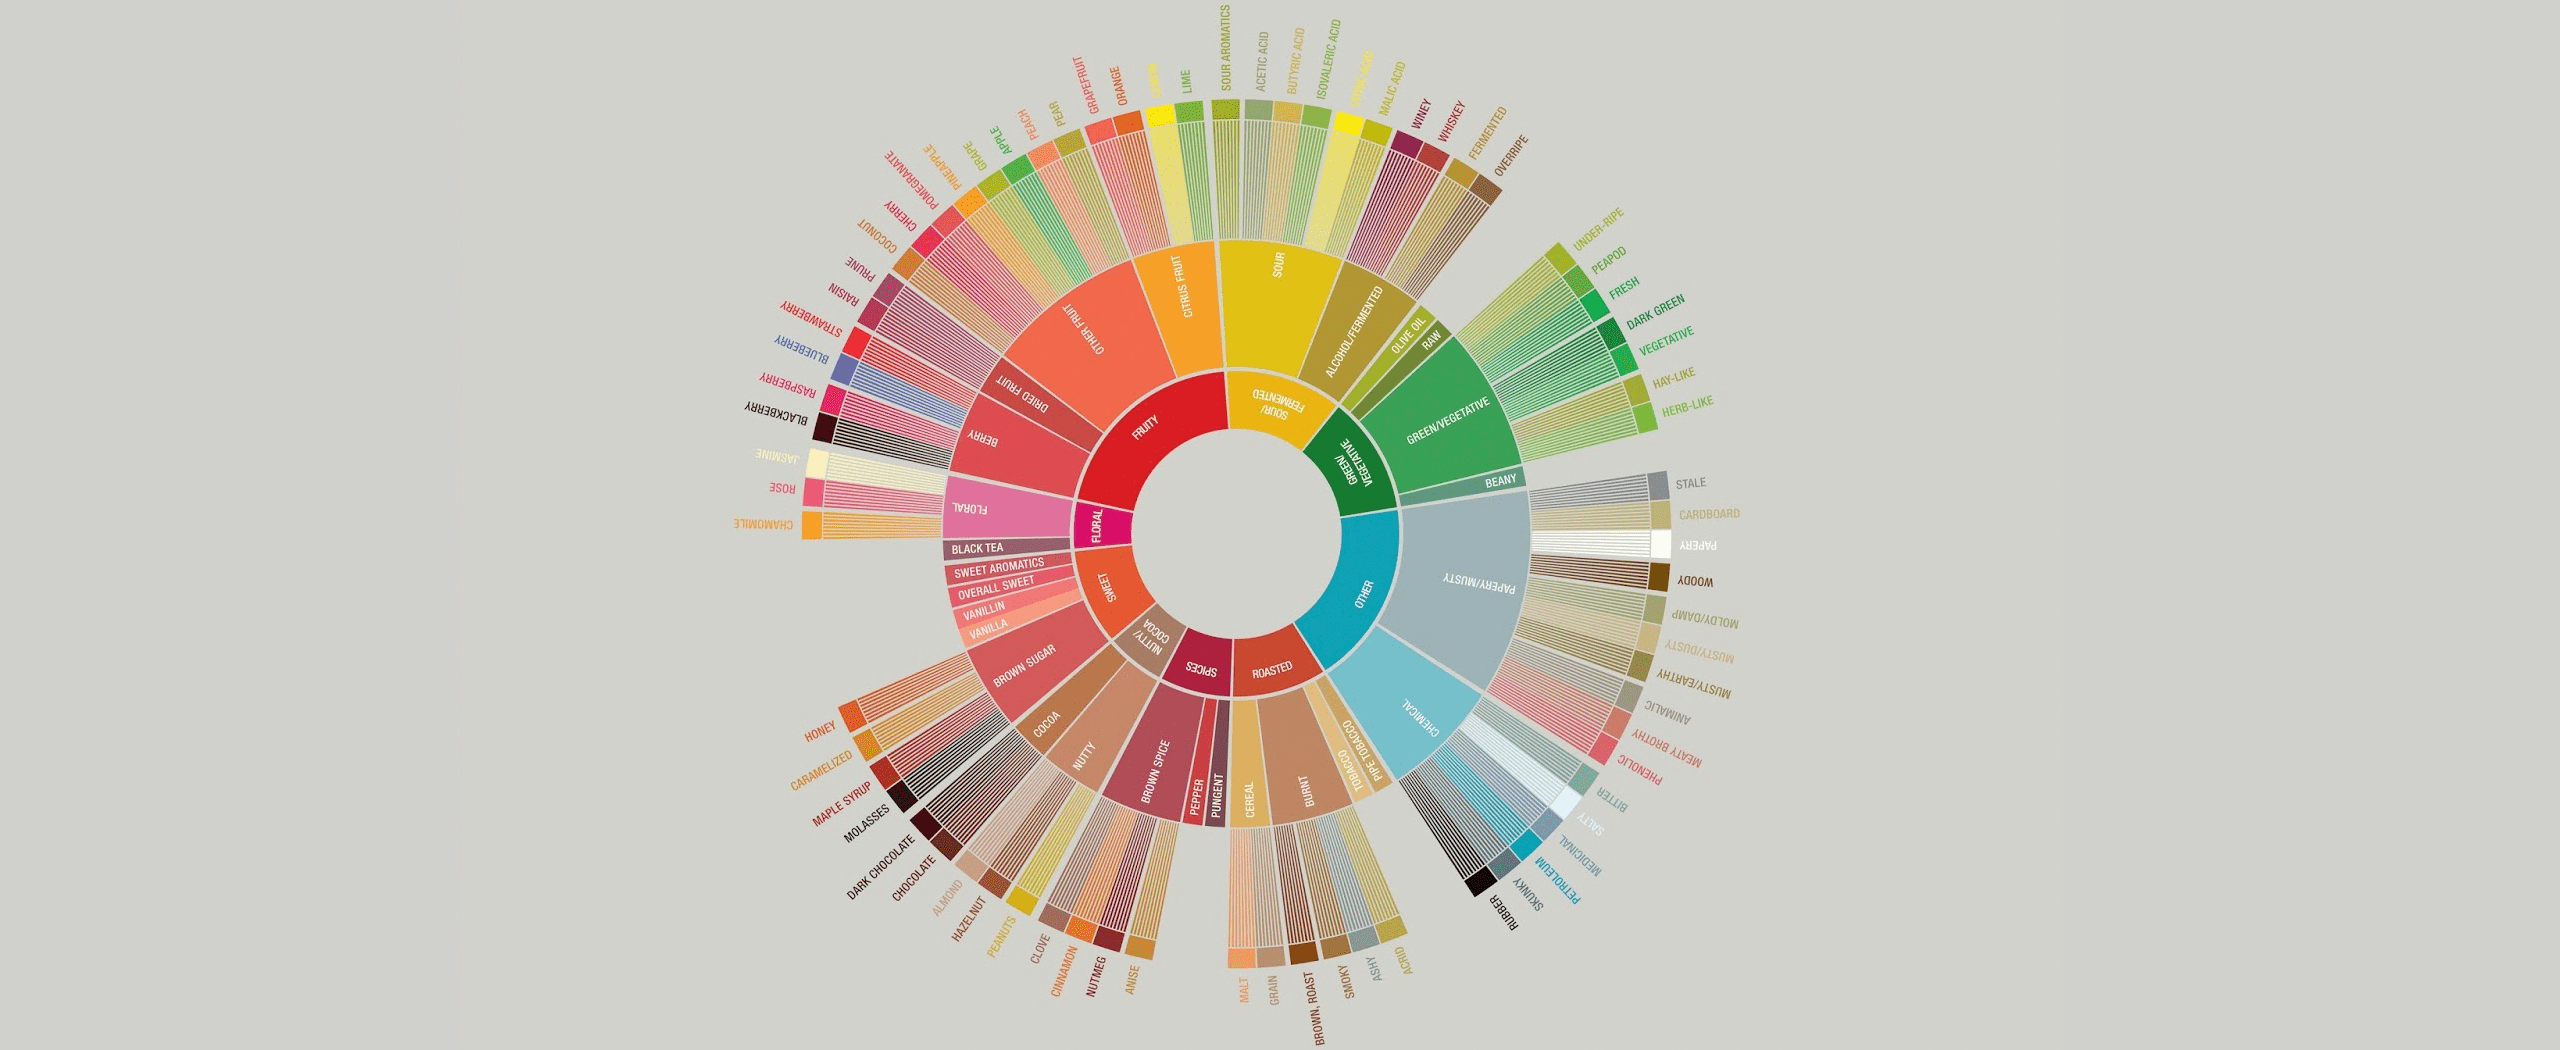 FRUITY
SOUR/
FERMENTED
GREEN/
VEGETATIVE
OTHER
ROASTED
SPICES
NUTTY/
COCOA
SWEET
FLORAL
BERRY
DRIED FRUIT
OTHER FRUIT
CITRUS FRUIT
SOUR
ALCOHOL/FERMENTED
OLIVE OIL
RAW
GREEN/VEGETATIVE
BEANY
PAPERY/MUSTY
CHEMICAL
PIPE TOBACCO
TOBACCO
BURNT
CEREAL
PUNGENT
PEPPER
BROWN SPICE
NUTTY
COCOA
BROWN SUGAR
VANILLA
VANILLIN
OVERALL SWEET
SWEET AROMATICS
BLACK TEA
FLORAL
BLACKBERRY
RASPBERRY
BLUEBERRY
STRAWBERRY
RAISIN
PRUNE
COCONUT
CHERRY
POMEGRANATE
PINEAPPLE
GRAPE
APPLE
PEACH
PEAR
GRAPEFRUIT
ORANGE
LEMON
LIME
SOUR AROMATICS
ACETIC ACID
BUTYRIC ACID
ISOVALERIC ACID
CITRIC ACID
MALIC ACID
WINEY
WHISKEY
FERMENTED
OVERRIPE
UNDER-RIPE
PEAPOD
FRESH
DARK GREEN
VEGETATIVE
HAY-LIKE
HERB-LIKE
STALE
CARDBOARD
PAPERY
WOODY
MOLDY/DAMP
MUSTY/DUSTY
MUSTY/EARTHY
ANIMALIC
MEATY BROTHY
PHENOLIC
BITTER
SALTY
MEDICINAL
PETROLEUM
SKUNKY
RUBBER
ACRID
ASHY
SMOKY
BROWN, ROAST
GRAIN
MALT
ANISE
NUTMEG
CINNAMON
CLOVE
PEANUTS
HAZELNUT
ALMOND
CHOCOLATE
DARK CHOCOLATE
MOLASSES
MAPLE SYRUP
CARAMELIZED
HONEY
CHAMOMILE
ROSE
JASMINE